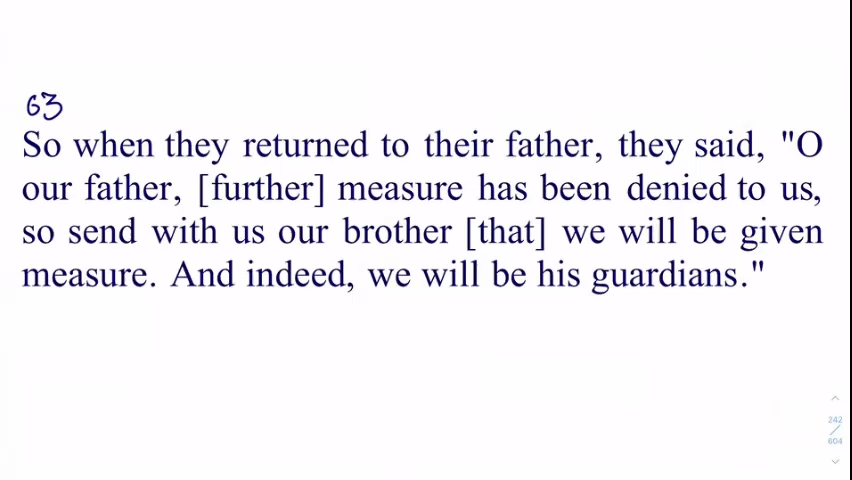 63
So when they returned to their father, they said, "O
our father, [further] measure has been denied to us,
so send with us our brother [that] we will be given
measure. And indeed, we will be his guardians."
242
/
604